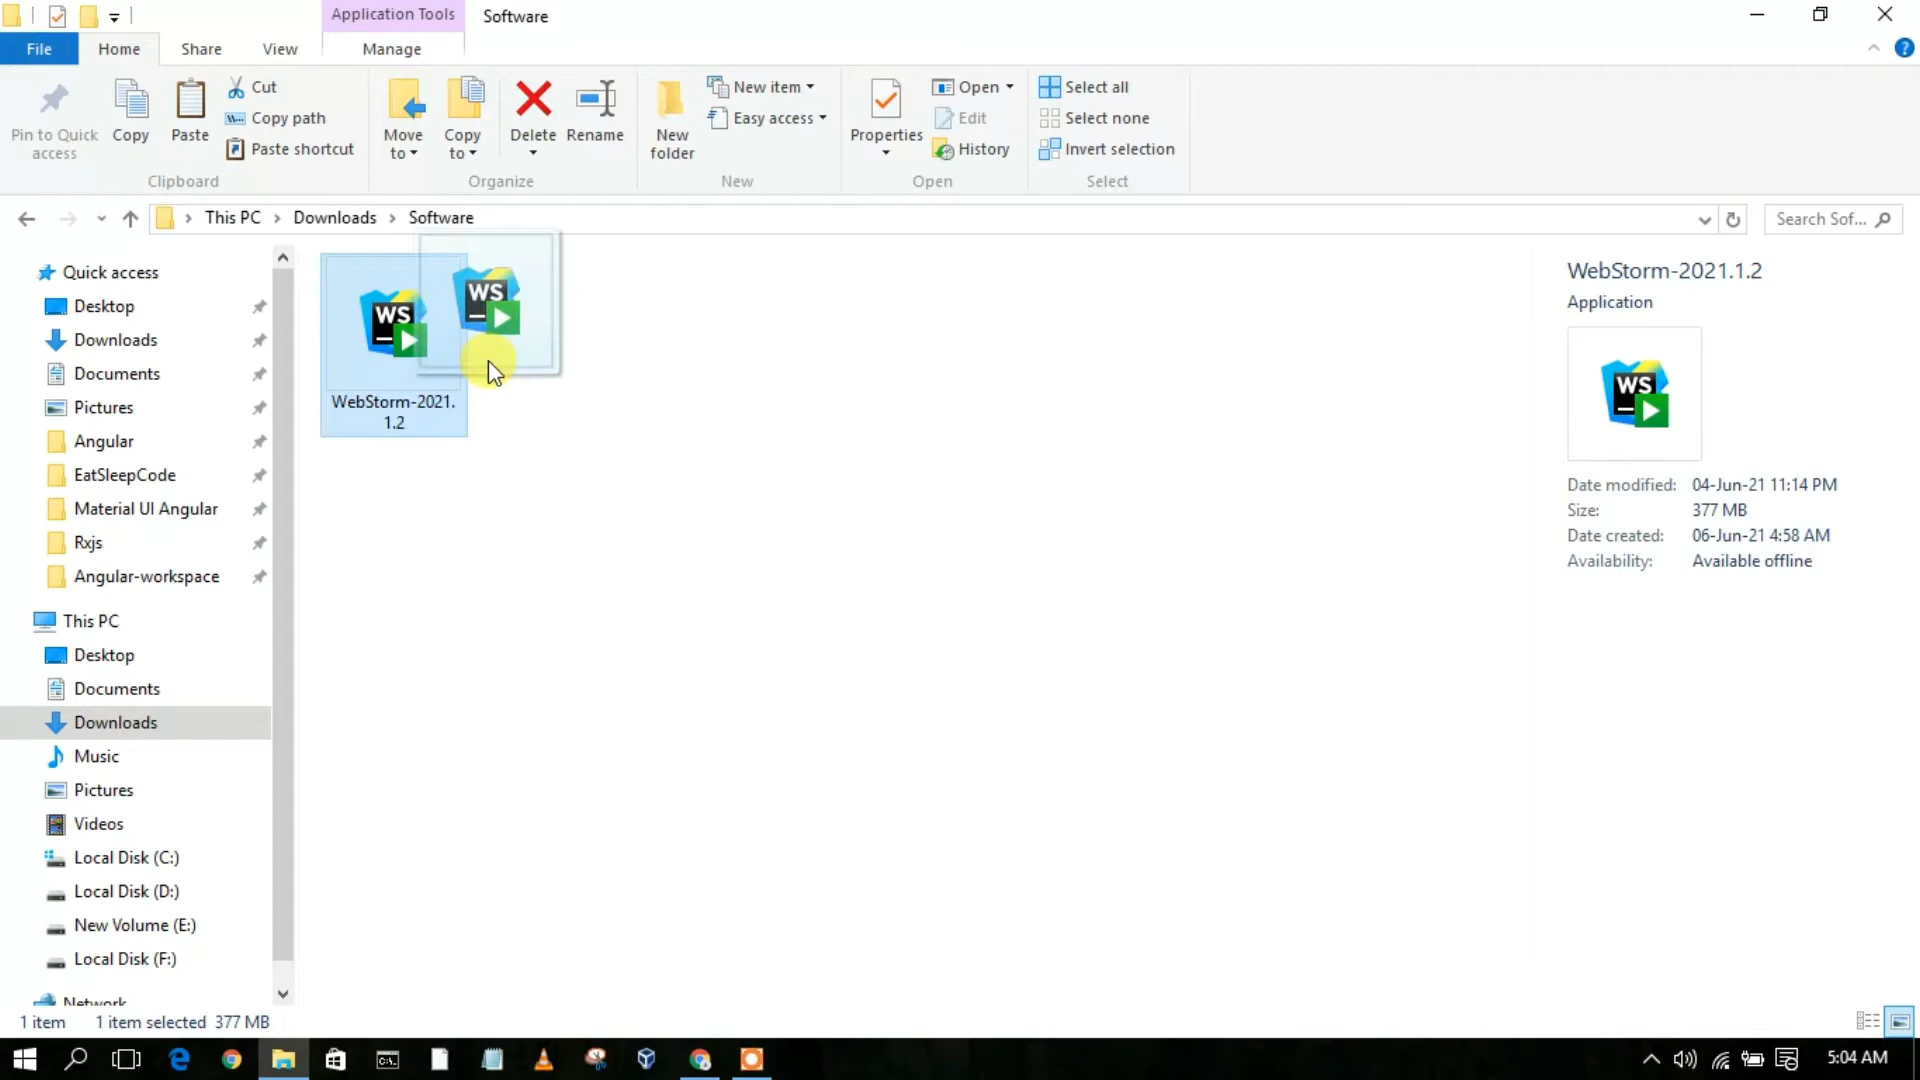 Application Tools
Software
File
Home
Share
View
Manage
Pin to Quick
access
Copy
Paste
Cut
Copy path
Paste shortcut
Clipboard
Move
to
Copy
to
Delete
Rename
Organize
New
folder
New item
Easy access
New
Properties
Open
Edit
History
Open
Select all
Select none
Invert selection
Select
This PC
Downloads
Software
Search Sof...
Quick access
Desktop
Downloads
Documents
Pictures
Angular
EatSleepCode
Material UI Angular
Rxjs
Angular-workspace
This PC
Desktop
Documents
Downloads
Music
Pictures
Videos
Local Disk (C:)
Local Disk (D:)
New Volume (E:)
Local Disk (F:)
Network
WS
WS
WebStorm-2021.
1.2
WebStorm-2021.1.2
Application
WS
Date modified: 04-Jun-21 11:14 PM
Size: 377 MB
Date created: 06-Jun-21 4:58 AM
Availability: Available offline
1 item
1 item selected 377 MB
5:04 AM